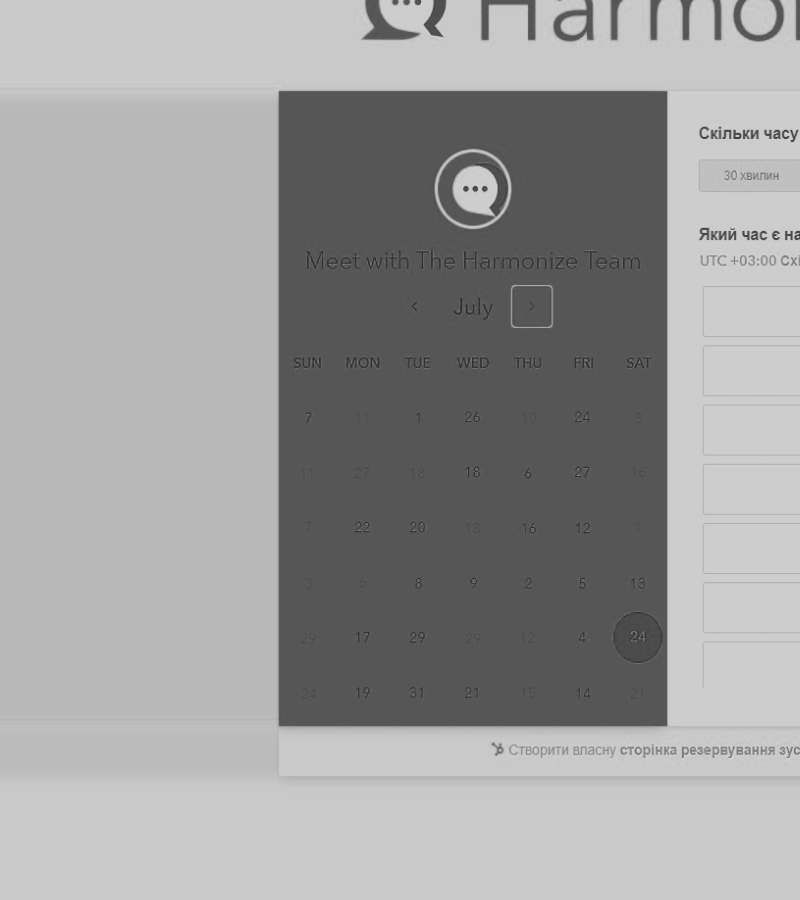 Harmo
Скільки часу
30 хвилин
Який час є на
UTC +03:00 Схі
Meet with The Harmonize Team
July
SUN MON TUE WED THU FRI SAT
7 11 1 26 10 24 3
11 27 18 18 6 27 16
7 22 20 18 16 12 1
3 6 8 9 2 5 13
29 17 29 29 12 4 24
24 19 31 21 15 14 21
Створити власну сторінка резервування зус